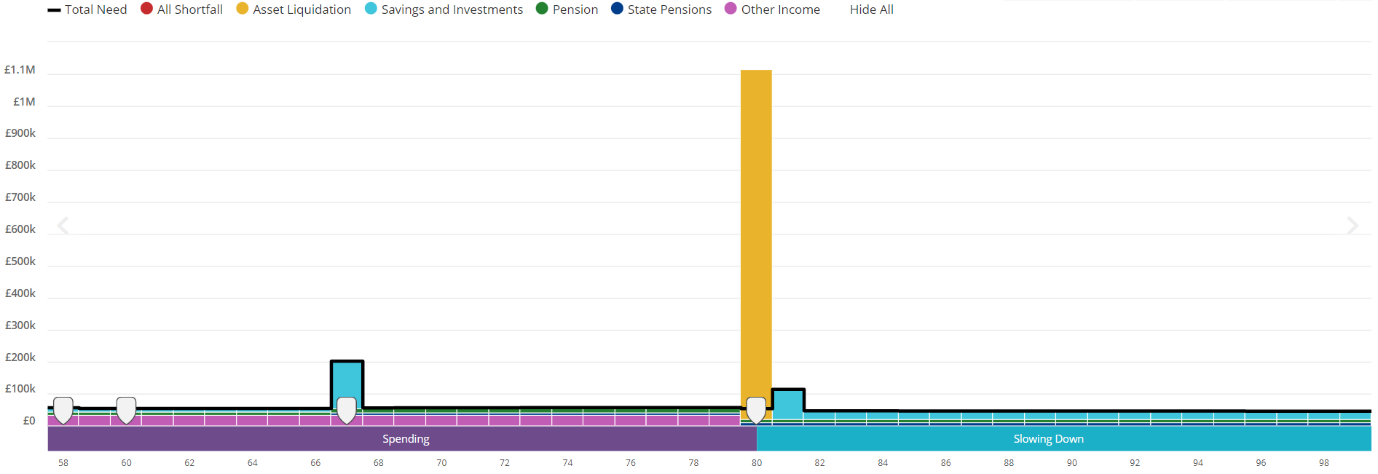 Total Need All Shortfall Asset Liquidation Savings and Investments Pension State Pensions Other Income Hide All
£1.1M
£1M
£900k
£800k
£700k
£600k
£500k
£400k
£300k
£200k
£100k
£0
Spending Slowing Down
58 60 62 64 66 68 70 72 74 76 78 80 82 84 86 88 90 92 94 96 98